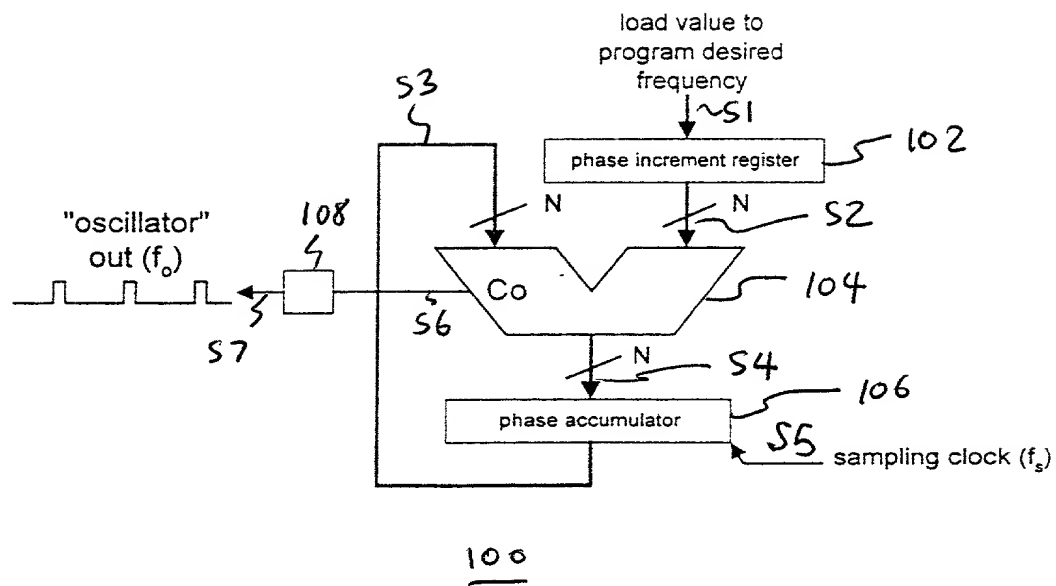 load value to
program desired
frequency
S1
S3
phase increment register
102
N
N
S2
"oscillator"
out (fo)
108
Co
104
S6
S7
N
S4
106
phase accumulator
S5
sampling clock (fs)
100